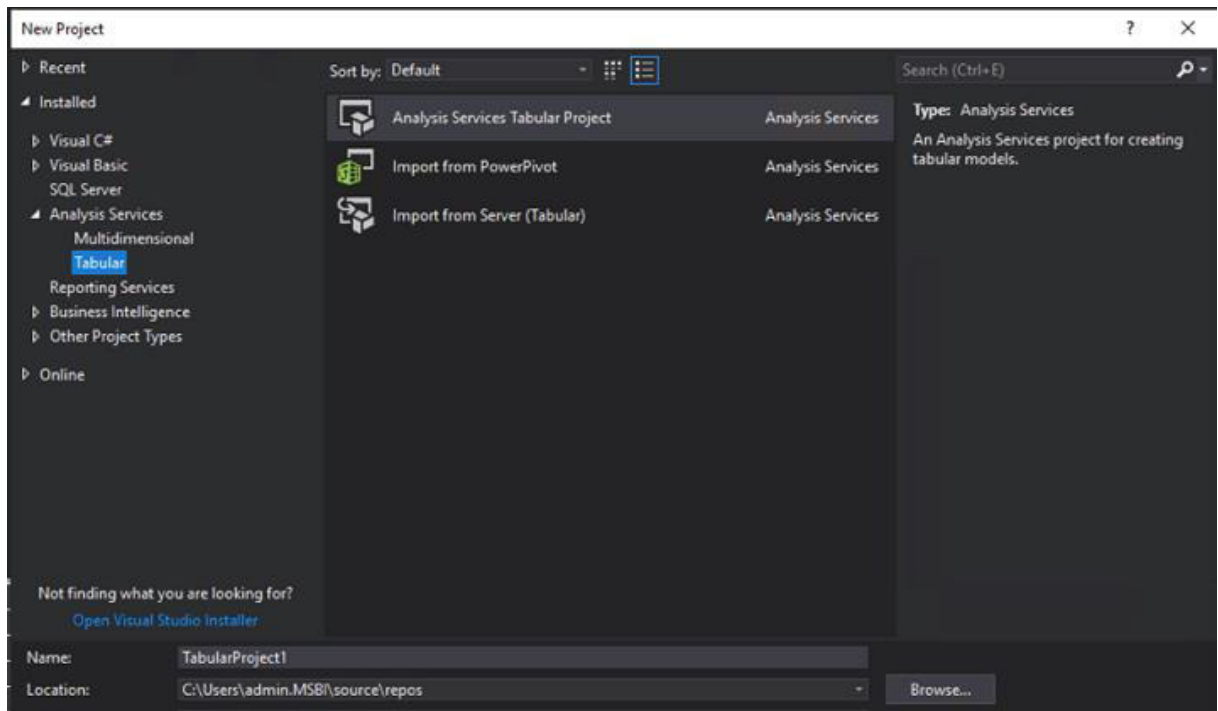 New Project
? ×
Recent
Installed
Visual C#
Visual Basic
SQL Server
Analysis Services
Multidimensional
Tabular
Reporting Services
Business Intelligence
Other Project Types
Online
Not finding what you are looking for?
Open Visual Studio Installer
Sort by: Default
Analysis Services Tabular Project Analysis Services
Import from PowerPivot Analysis Services
Import from Server (Tabular) Analysis Services
Search (Ctrl+E)
Type: Analysis Services
An Analysis Services project for creating
tabular models.
Name: TabularProject1
Location: C:\Users\admin.MSBI\source\repos
Browse...